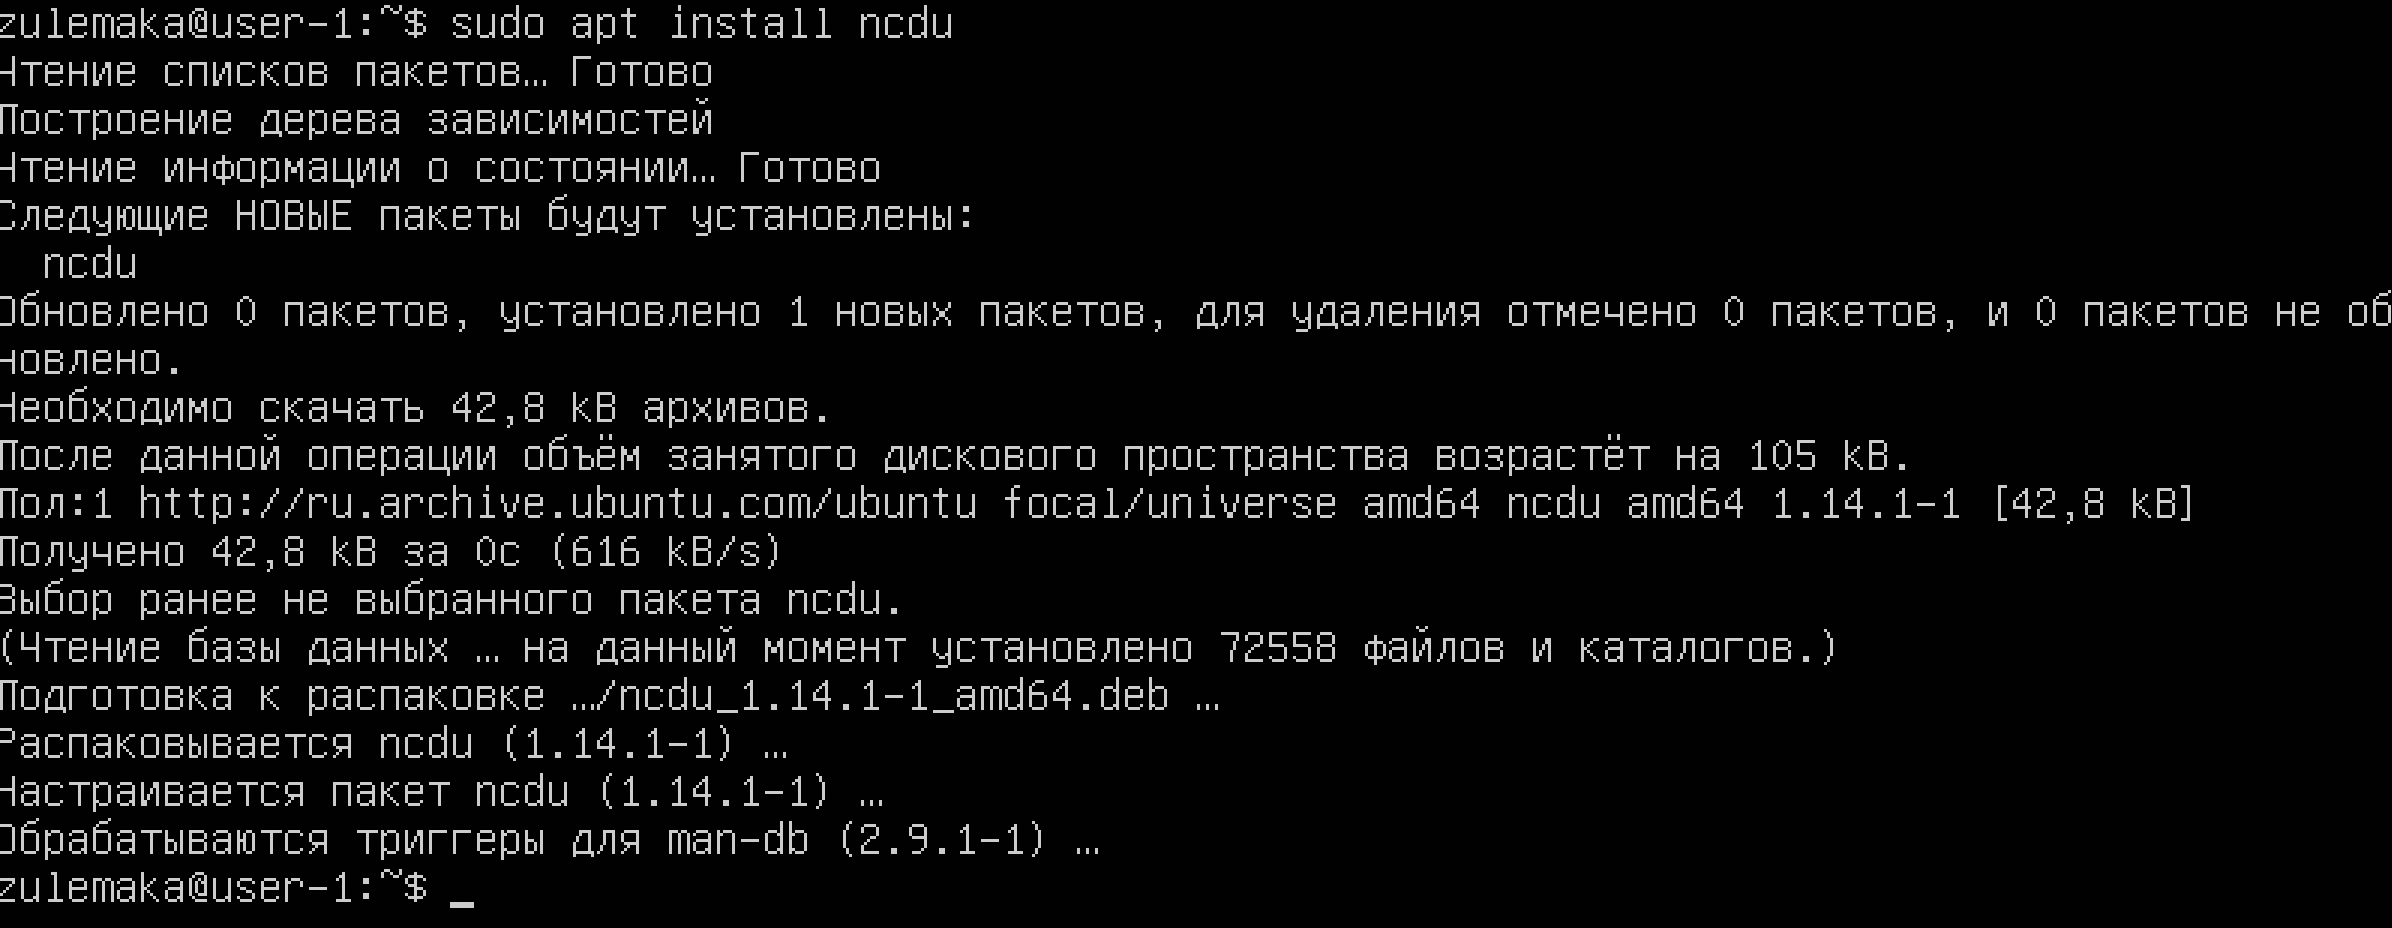 zulemaka@user-1:~$ sudo apt install ncdu
Чтение списков пакетов… Готово
Построение дерева зависимостей
Чтение информации о состоянии… Готово
Следующие НОВЫЕ пакеты будут установлены:
  ncdu
Обновлено 0 пакетов, установлено 1 новых пакетов, для удаления отмечено 0 пакетов, и 0 пакетов не об
новлено.
Необходимо скачать 42,8 kB архивов.
После данной операции объём занятого дискового пространства возрастёт на 105 kB.
Пол:1 http://ru.archive.ubuntu.com/ubuntu focal/universe amd64 ncdu amd64 1.14.1-1 [42,8 kB]
Получено 42,8 kB за 0с (616 kB/s)
Выбор ранее не выбранного пакета ncdu.
(Чтение базы данных … на данный момент установлено 72558 файлов и каталогов.)
Подготовка к распаковке …/ncdu_1.14.1-1_amd64.deb …
Распаковывается ncdu (1.14.1-1) …
Настраивается пакет ncdu (1.14.1-1) …
Обрабатываются триггеры для man-db (2.9.1-1) …
zulemaka@user-1:~$ _